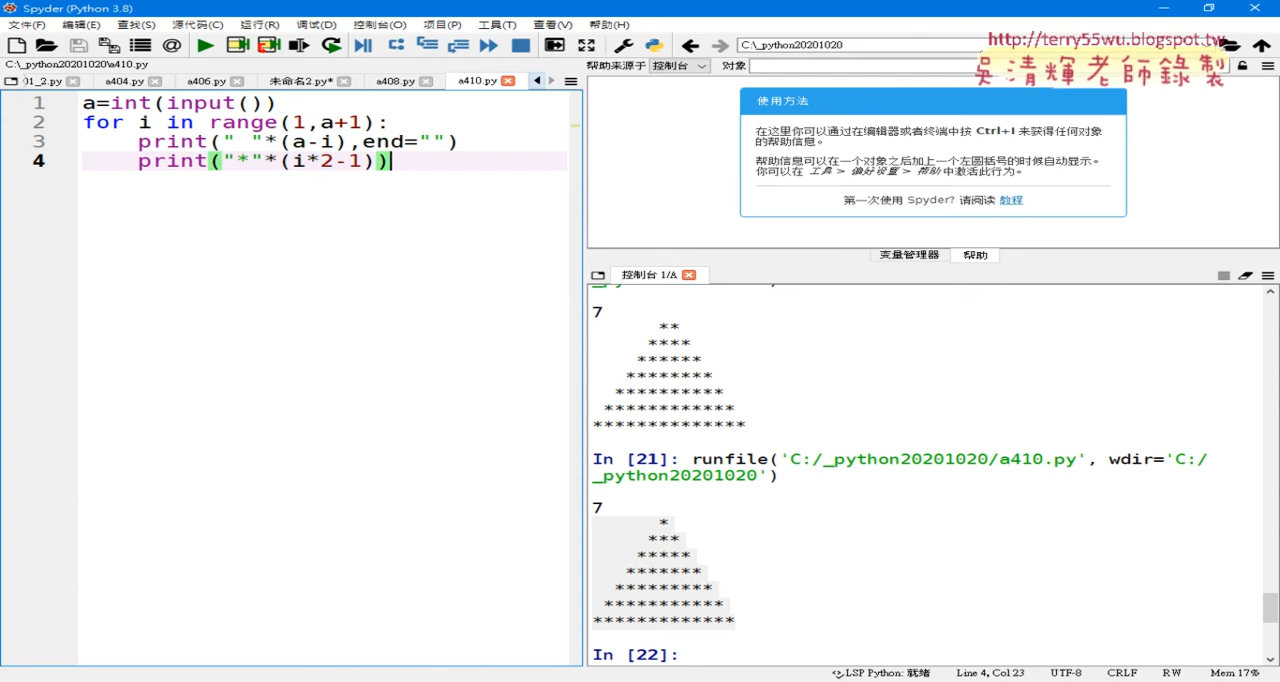 Spyder (Python 3.8)
文件(F) 编辑(E) 查找(S) 源代码(C) 运行(R) 调试(D) 控制台(O) 项目(P) 工具(T) 查看(V) 帮助(H)
C:\_python20201020
http://terry55wu.blogspot.tw
吳清輝老師錄製
C:\_python20201020\a410.py
帮助来源于 控制台 对象
01_2.py a404.py a406.py 未命名2.py* a408.py a410.py
1 a=int(input())
2 for i in range(1,a+1):
3 print(" "*(a-i),end="")
4 print("*"*(i*2-1))
使用方法
在这里你可以通过在编辑器或者终端中按 Ctrl+I 来获得任何对象
的帮助信息。
帮助信息可以在一个对象之后加上一个左圆括号的时候自动显示。
你可以在 工具 > 偏好设置 > 帮助 中激活此行为。
第一次使用 Spyder? 请阅读 教程
变量管理器 帮助
控制台 1/A
7
**
****
******
********
**********
************
**************
In [21]: runfile('C:/_python20201020/a410.py', wdir='C:/
_python20201020')
7
*
***
*****
*******
*********
***********
*************
In [22]:
LSP Python: 就绪 Line 4, Col 23 UTF-8 CRLF RW Mem 17%